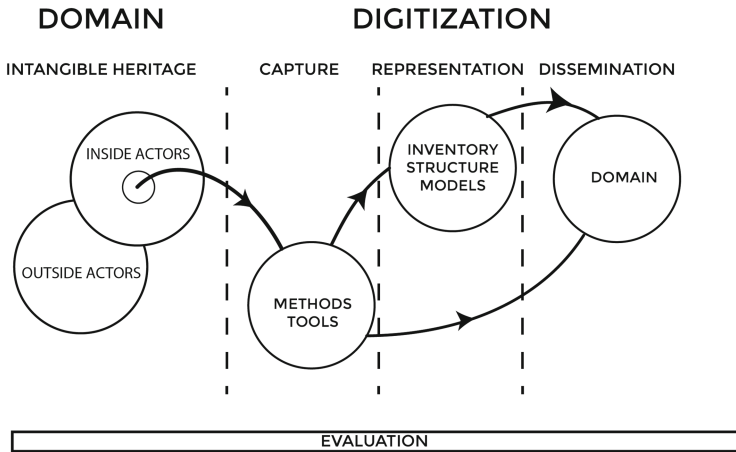 DOMAIN
DIGITIZATION
INTANGIBLE HERITAGE
CAPTURE
REPRESENTATION
DISSEMINATION
INSIDE ACTORS
OUTSIDE ACTORS
METHODS
TOOLS
INVENTORY
STRUCTURE
MODELS
DOMAIN
EVALUATION